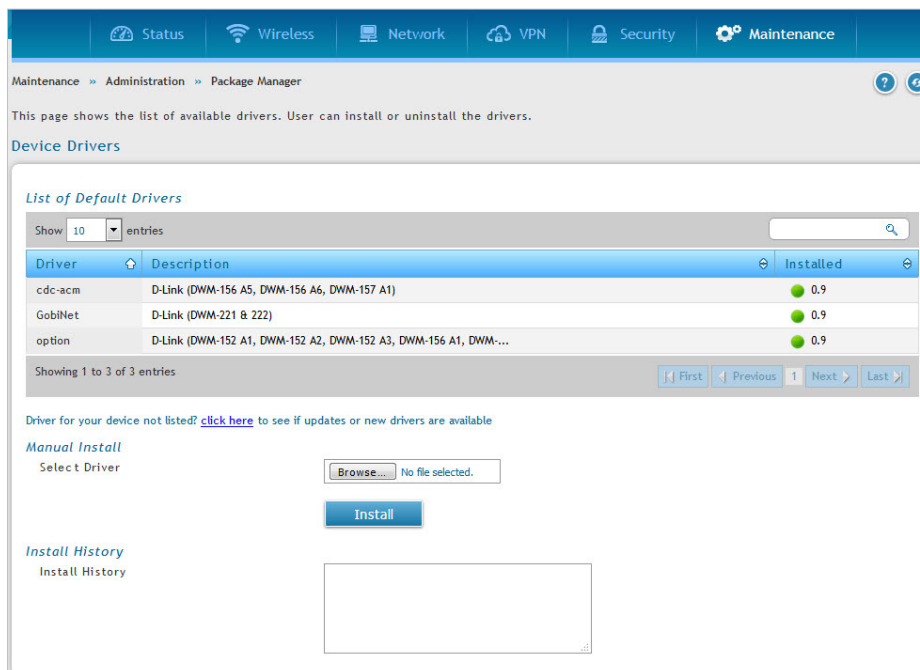 Status Wireless Network VPN Security Maintenance
Maintenance » Administration » Package Manager
?
This page shows the list of available drivers. User can install or uninstall the drivers.
Device Drivers
List of Default Drivers
Show 10 entries
Driver Description Installed
cdc-acm D-Link (DWM-156 A5, DWM-156 A6, DWM-157 A1) 0.9
GobiNet D-Link (DWM-221 & 222) 0.9
option D-Link (DWM-152 A1, DWM-152 A2, DWM-152 A3, DWM-156 A1, DWM-... 0.9
Showing 1 to 3 of 3 entries First Previous 1 Next Last
Driver for your device not listed? click here to see if updates or new drivers are available
Manual Install
Select Driver Browse... No file selected.
Install
Install History
Install History